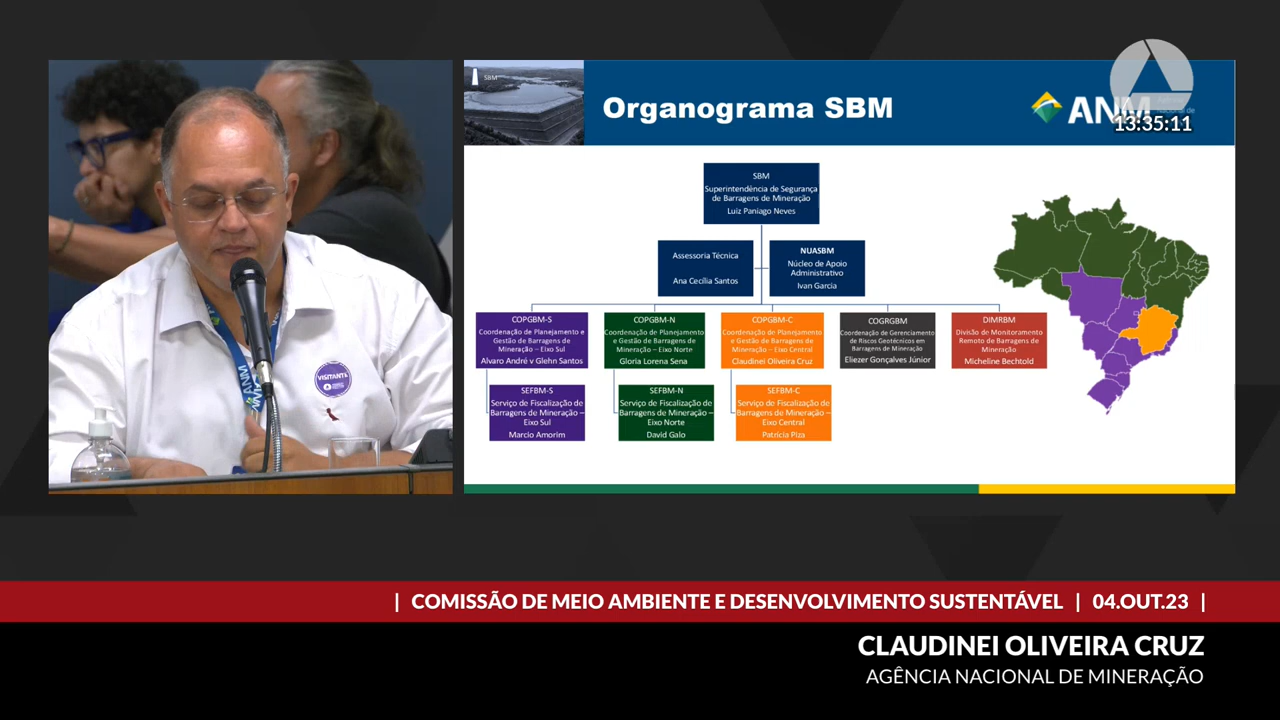 SBM
Organograma SBM
ANM
13:35:11
SBM
Superintendência de Segurança
de Barragens de Mineração
Luiz Paniago Neves
Assessoria Técnica
Ana Cecília Santos
NUASBM
Núcleo de Apoio
Administrativo
Ivan Garcia
COPGBM-S
Coordenação de Planejamento e
Gestão de Barragens de
Mineração – Eixo Sul
Alvaro André v Glehn Santos
COPGBM-N
Coordenação de Planejamento
e Gestão de Barragens de
Mineração – Eixo Norte
Gloria Lorena Sena
COPGBM-C
Coordenação de Planejamento
e Gestão de Barragens de
Mineração – Eixo Central
Claudinei Oliveira Cruz
COGRGBM
Coordenação de Gerenciamento
de Riscos Geotécnicos em
Barragens de Mineração
Eliezer Gonçalves Júnior
DIMRBM
Divisão de Monitoramento
Remoto de Barragens de
Mineração
Micheline Bechtold
SEFBM-S
Serviço de Fiscalização de
Barragens de Mineração –
Eixo Sul
Marcio Amorim
SEFBM-N
Serviço de Fiscalização de
Barragens de Mineração –
Eixo Norte
David Galo
SEFBM-C
Serviço de Fiscalização de
Barragens de Mineração –
Eixo Central
Patrícia Piza
VISITANTE
ANM
| COMISSÃO DE MEIO AMBIENTE E DESENVOLVIMENTO SUSTENTÁVEL | 04.OUT.23 |
CLAUDINEI OLIVEIRA CRUZ
AGÊNCIA NACIONAL DE MINERAÇÃO